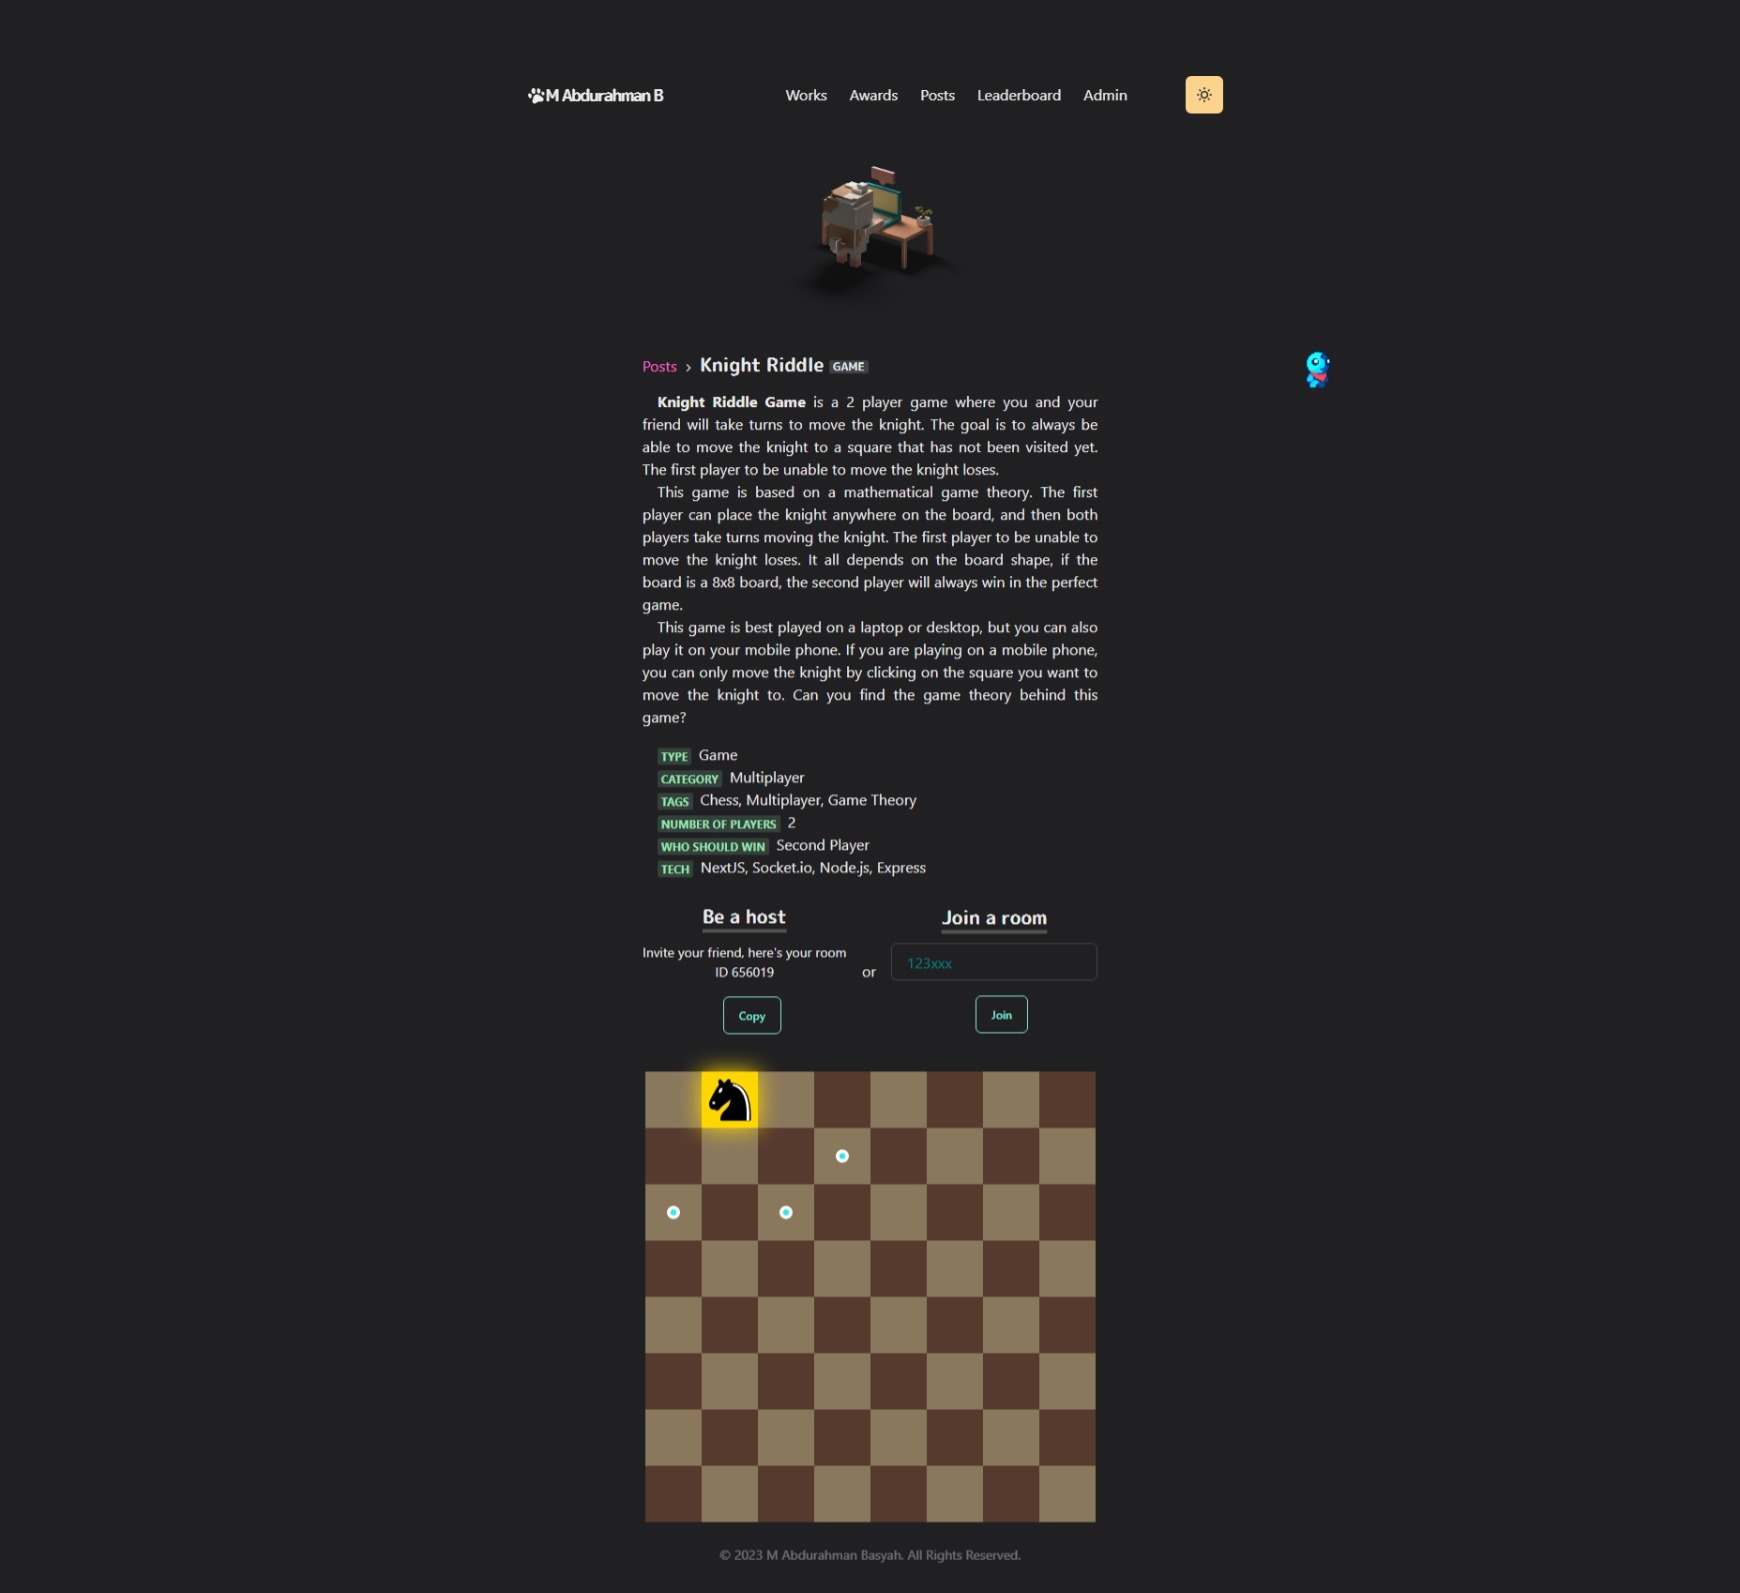 M Abdurahman B
Works Awards Posts Leaderboard Admin
Posts › Knight Riddle GAME
Knight Riddle Game is a 2 player game where you and your
friend will take turns to move the knight. The goal is to always be
able to move the knight to a square that has not been visited yet.
The first player to be unable to move the knight loses.
This game is based on a mathematical game theory. The first
player can place the knight anywhere on the board, and then both
players take turns moving the knight. The first player to be unable to
move the knight loses. It all depends on the board shape, if the
board is a 8x8 board, the second player will always win in the perfect
game.
This game is best played on a laptop or desktop, but you can also
play it on your mobile phone. If you are playing on a mobile phone,
you can only move the knight by clicking on the square you want to
move the knight to. Can you find the game theory behind this
game?
TYPE Game
CATEGORY Multiplayer
TAGS Chess, Multiplayer, Game Theory
NUMBER OF PLAYERS 2
WHO SHOULD WIN Second Player
TECH NextJS, Socket.io, Node.js, Express
Be a host
Invite your friend, here's your room
ID 656019
Copy
or
Join a room
123xxx
Join
© 2023 M Abdurahman Basyah. All Rights Reserved.